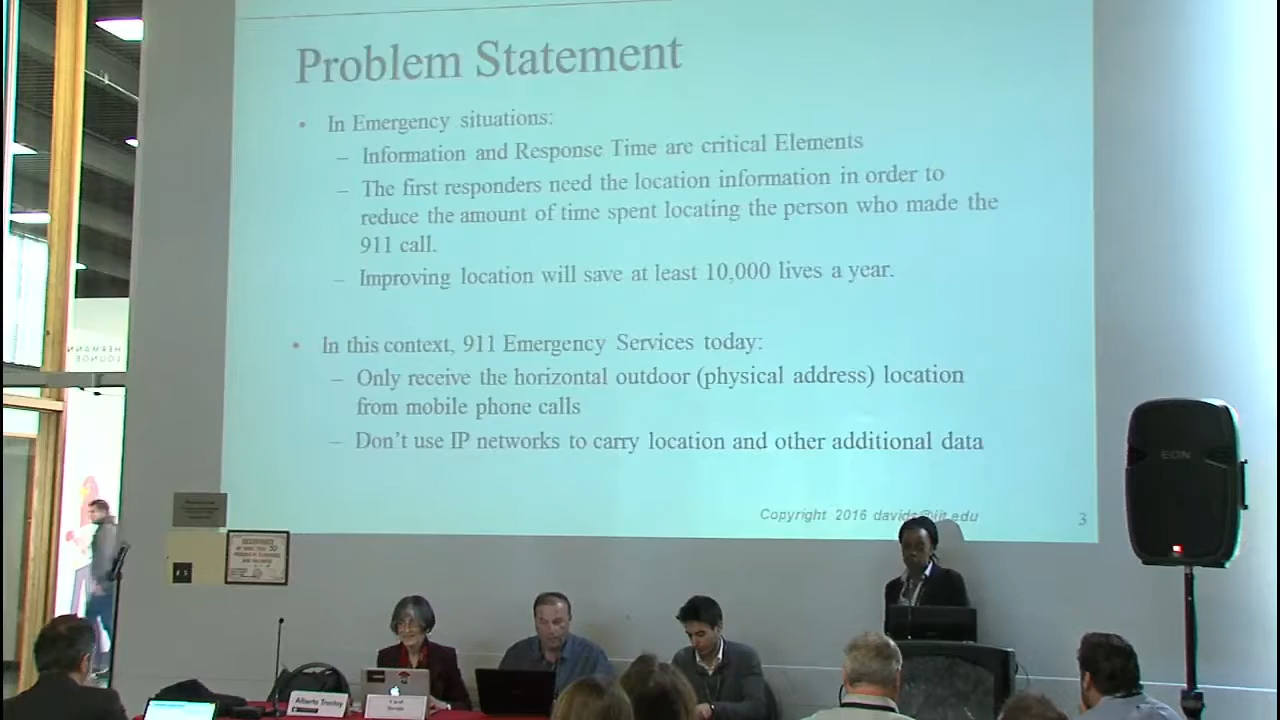 Problem Statement
• In Emergency situations:
– Information and Response Time are critical Elements
– The first responders need the location information in order to
reduce the amount of time spent locating the person who made the
911 call.
– Improving location will save at least 10,000 lives a year.
• In this context, 911 Emergency Services today:
– Only receive the horizontal outdoor (physical address) location
from mobile phone calls
– Don't use IP networks to carry location and other additional data
Copyright 2016 davids@iit.edu
3
HERMANN
LOUNGE
EON
Alberto
Carol